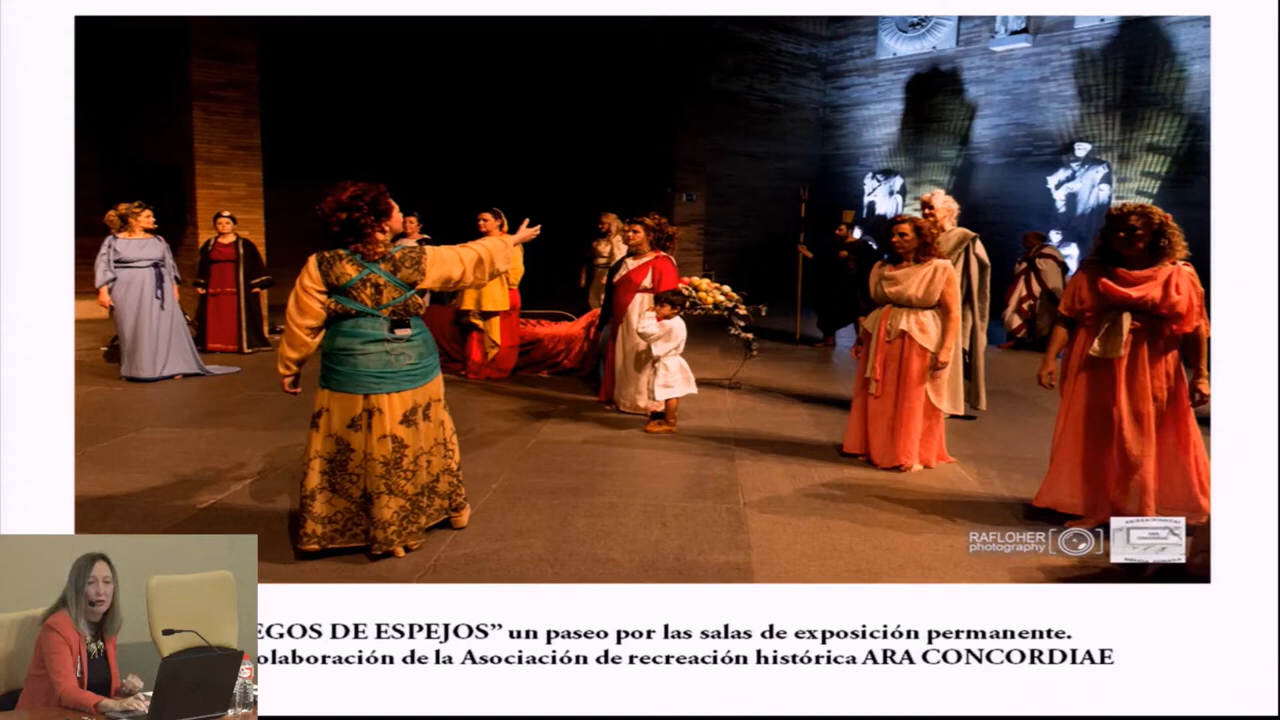 RAFLOHER
photography
EGOS DE ESPEJOS” un paseo por las salas de exposición permanente.
olaboración de la Asociación de recreación histórica ARA CONCORDIAE